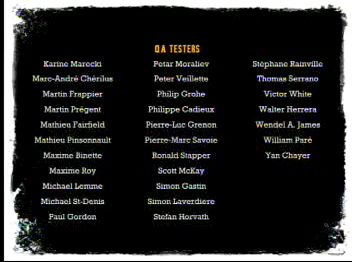 QA TESTERS
Karine Marecki
Marc-André Chérilus
Martin Frappier
Martin Prégent
Mathieu Fairfield
Mathieu Pinsonnault
Maxime Binette
Maxime Roy
Michael Lemme
Michael St-Denis
Paul Gordon
Petar Moraliev
Peter Veillette
Philip Grohe
Philippe Cadieux
Pierre-Luc Grenon
Pierre-Marc Savoie
Ronald Stapper
Scott McKay
Simon Gastin
Simon Laverdiere
Stefan Horvath
Stéphane Rainville
Thomas Serrano
Victor White
Walter Herrera
Wendel A. James
William Paré
Yan Chayer